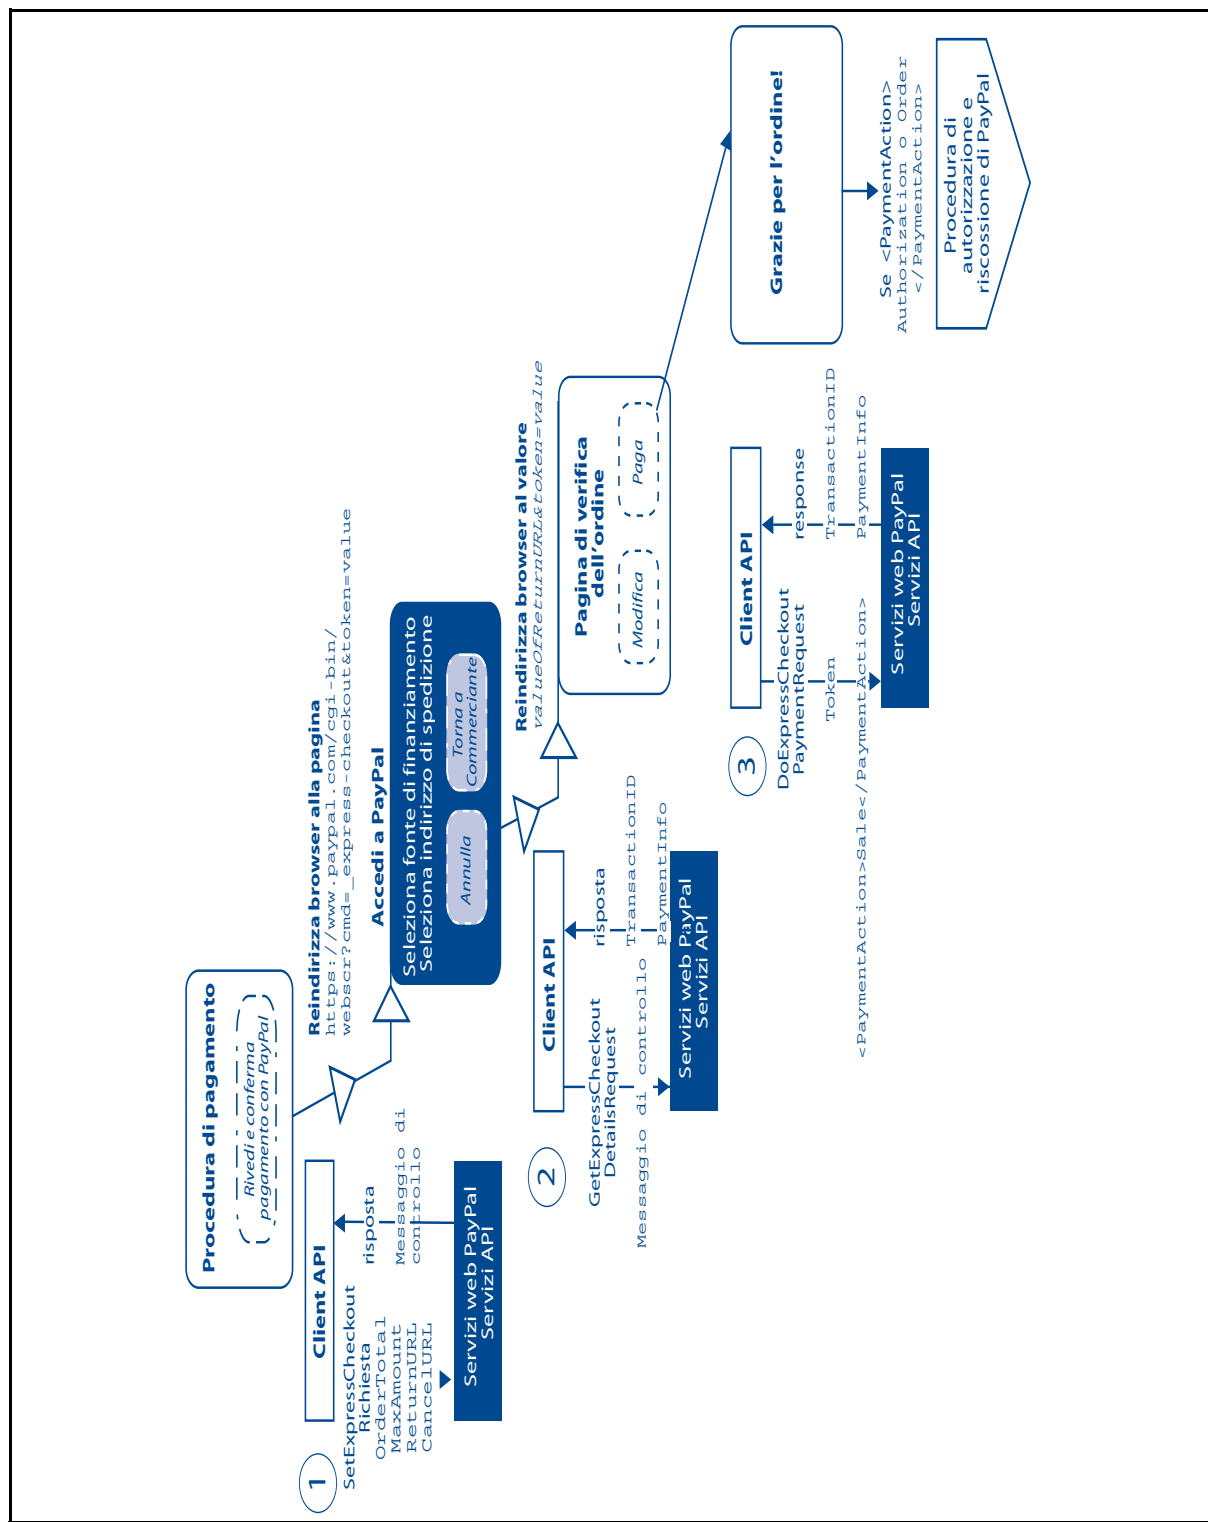 Procedura di pagamento
Rivedi e conferma
pagamento con PayPal
Reindirizza browser alla pagina
https://www.paypal.com/cgi-bin/
webscr?cmd=_express-checkout&token=value
1
Client API
SetExpressCheckout
Richiesta
OrderTotal
MaxAmount
ReturnURL
CancelURL
risposta
Messaggio di
controllo
Servizi web PayPal
Servizi API
Accedi a PayPal
Seleziona fonte di finanziamento
Seleziona indirizzo di spedizione
Annulla
Torna a
Commerciante
Reindirizza browser al valore
valueOfReturnURL&token=value
2
Client API
GetExpressCheckout
DetailsRequest
Messaggio di controllo
risposta
TransactionID
PaymentInfo
Servizi web PayPal
Servizi API
Pagina di verifica
dell'ordine
Modifica
Paga
3
Client API
DoExpressCheckout
PaymentRequest
Token
<PaymentAction>Sale</PaymentAction>
response
TransactionID
PaymentInfo
Servizi web PayPal
Servizi API
Grazie per l'ordine!
Se <PaymentAction>
Authorization o Order
</PaymentAction>
Procedura di
autorizzazione e
riscossione di PayPal